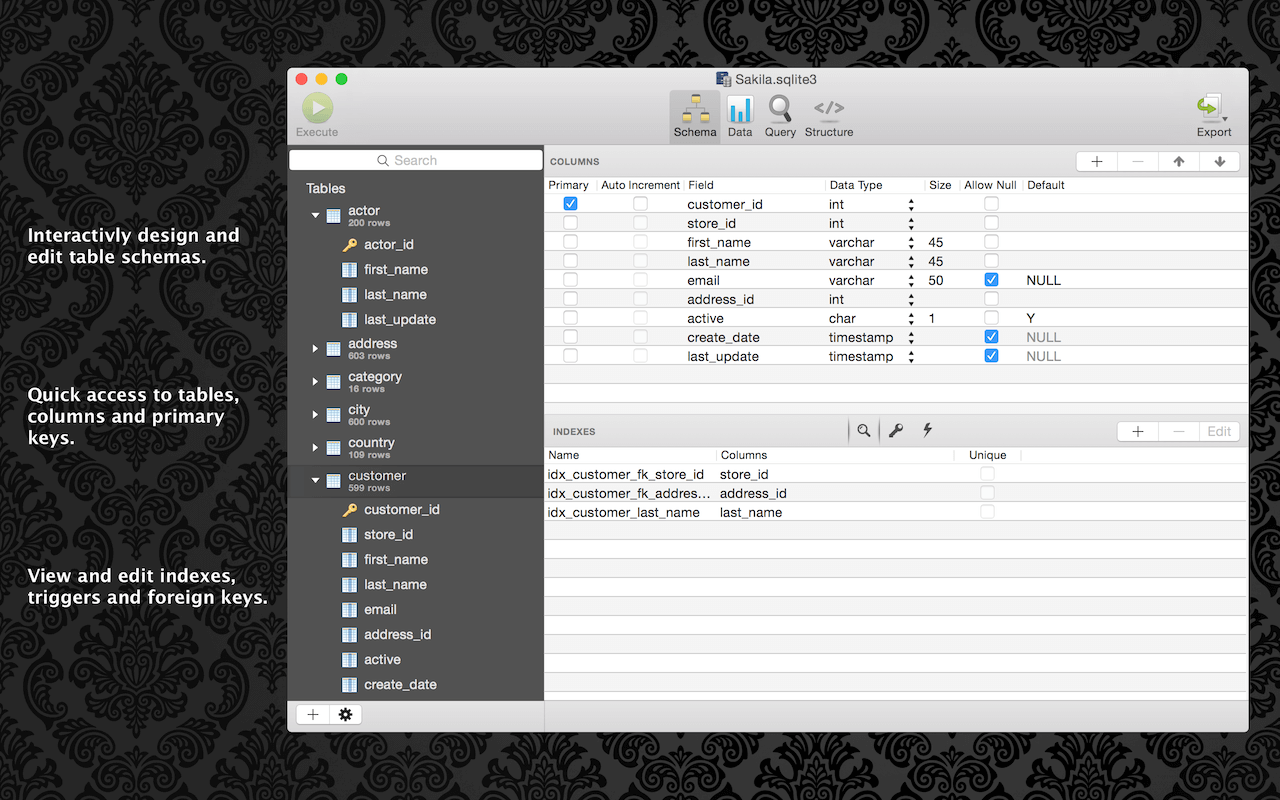 Sakila.sqlite3
Execute
Schema
Data
Query
Structure
Export
Search
Tables
actor
200 rows
actor_id
first_name
last_name
last_update
address
603 rows
category
16 rows
city
600 rows
country
109 rows
customer
599 rows
customer_id
store_id
first_name
last_name
email
address_id
active
create_date
Interactivly design and
edit table schemas.
Quick access to tables,
columns and primary
keys.
View and edit indexes,
triggers and foreign keys.
COLUMNS
Primary Auto Increment Field Data Type Size Allow Null Default
customer_id int
store_id int
first_name varchar 45
last_name varchar 45
email varchar 50 NULL
address_id int
active char 1 Y
create_date timestamp NULL
last_update timestamp NULL
INDEXES
Edit
Name Columns Unique
idx_customer_fk_store_id store_id
idx_customer_fk_addres... address_id
idx_customer_last_name last_name